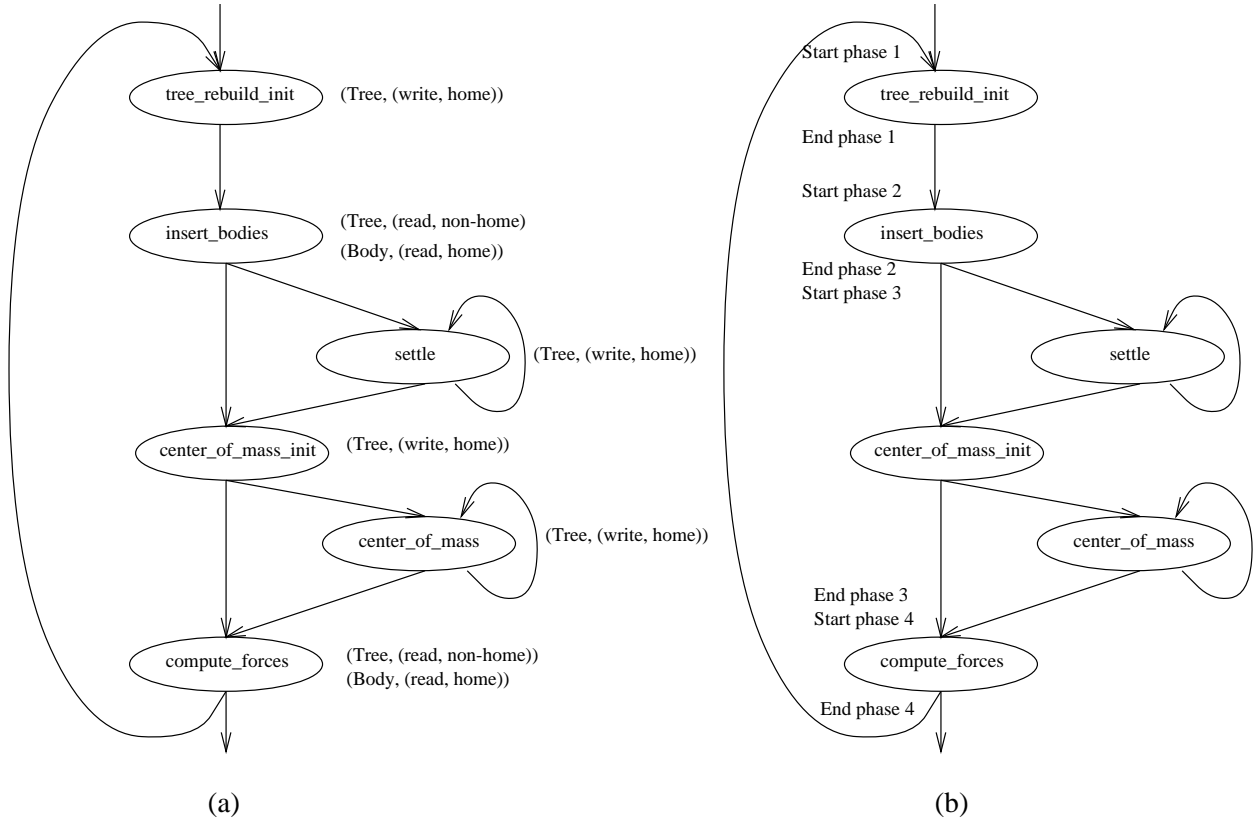 tree_rebuild_init
(Tree, (write, home))
insert_bodies
(Tree, (read, non-home)
(Body, (read, home))
settle
(Tree, (write, home))
center_of_mass_init
(Tree, (write, home))
center_of_mass
(Tree, (write, home))
compute_forces
(Tree, (read, non-home))
(Body, (read, home))
(a)
Start phase 1
tree_rebuild_init
End phase 1
Start phase 2
insert_bodies
End phase 2
Start phase 3
settle
center_of_mass_init
center_of_mass
End phase 3
Start phase 4
compute_forces
End phase 4
(b)